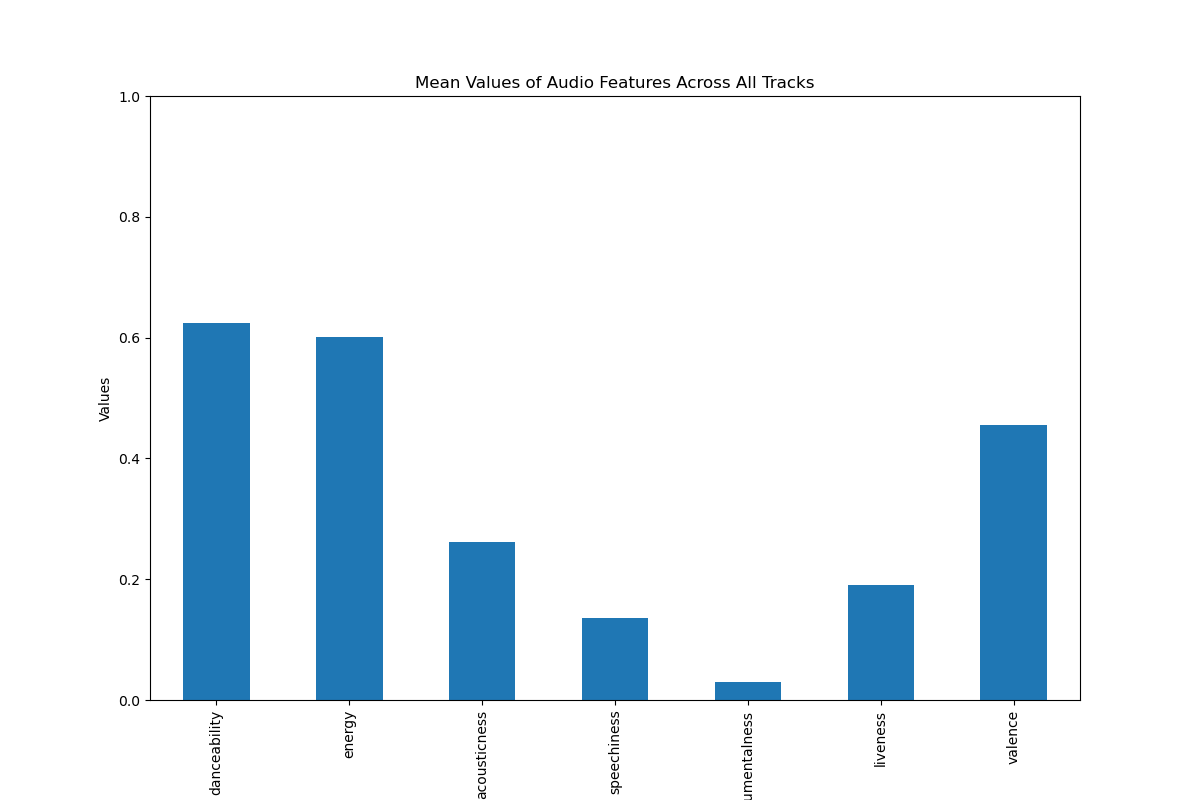 Mean Values of Audio Features Across All Tracks
1.0
0.8
0.6
0.4
0.2
0.0
Values
danceability
energy
acousticness
speechiness
umentalness
liveness
valence